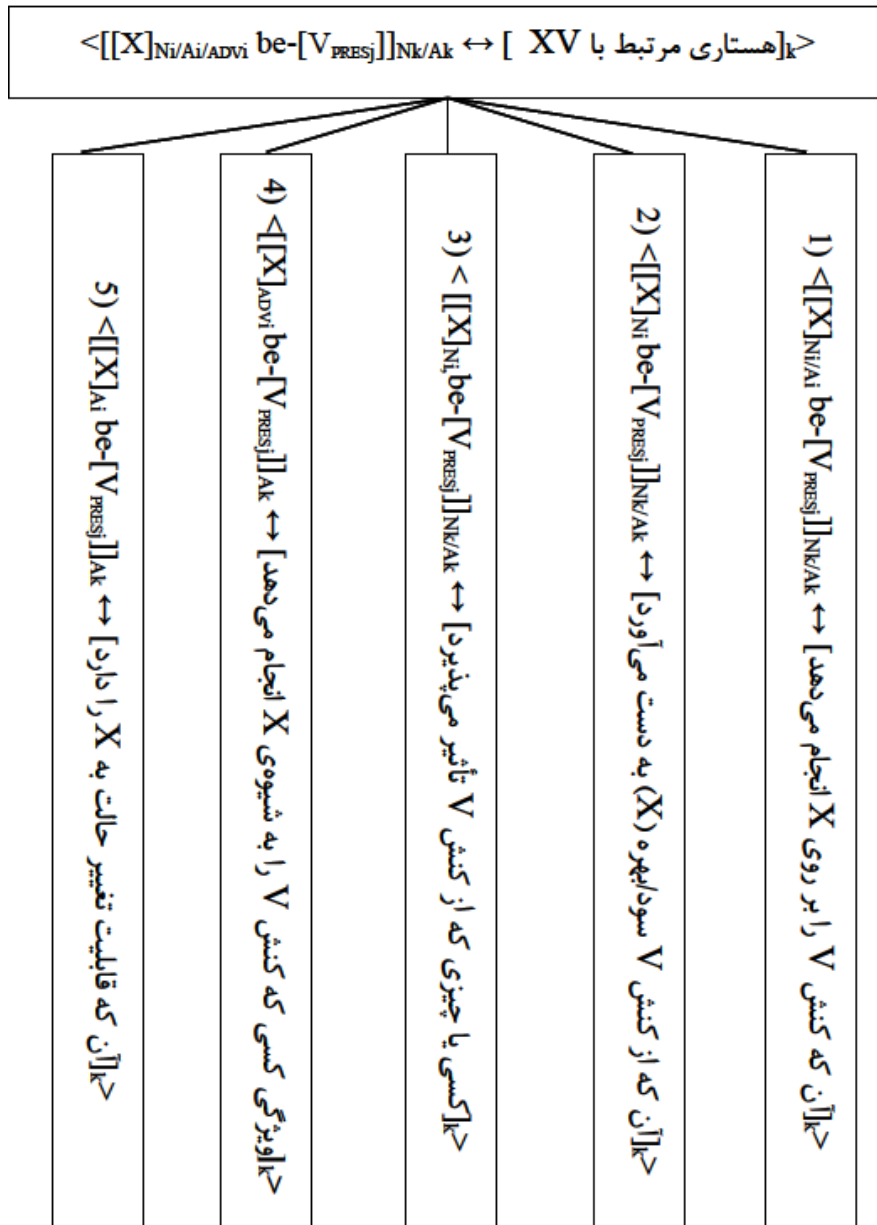 <[[X]Ni/Ai/ADVi be-[VPRESj]]Nk/Ak ↔ [هستاری مرتبط با XV]k>
1) <[[X]Ni/Ai be-[VPRESj]]Nk/Ak ↔ [آن که کنش V را بر روی X انجام می‌دهد]k>
2) <[[X]Ni be-[VPRESj]]Nk/Ak ↔ [آن که از کنش V سود/بهره (X) به دست می‌آورد]k>
3) < [[X]Ni, be-[VPRESj]]Nk/Ak ↔ [کسی یا چیزی که از کنش V تأثیر می‌پذیرد]k>
4) <[[X]ADVi be-[VPRESj]]Ak ↔ [ویژگی کسی که کنش V را به شیوه‌ی X انجام می‌دهد]k>
5) <[[X]Ai be-[VPRESj]]Ak ↔ [آن که قابلیت تغییر حالت به X را دارد]k>